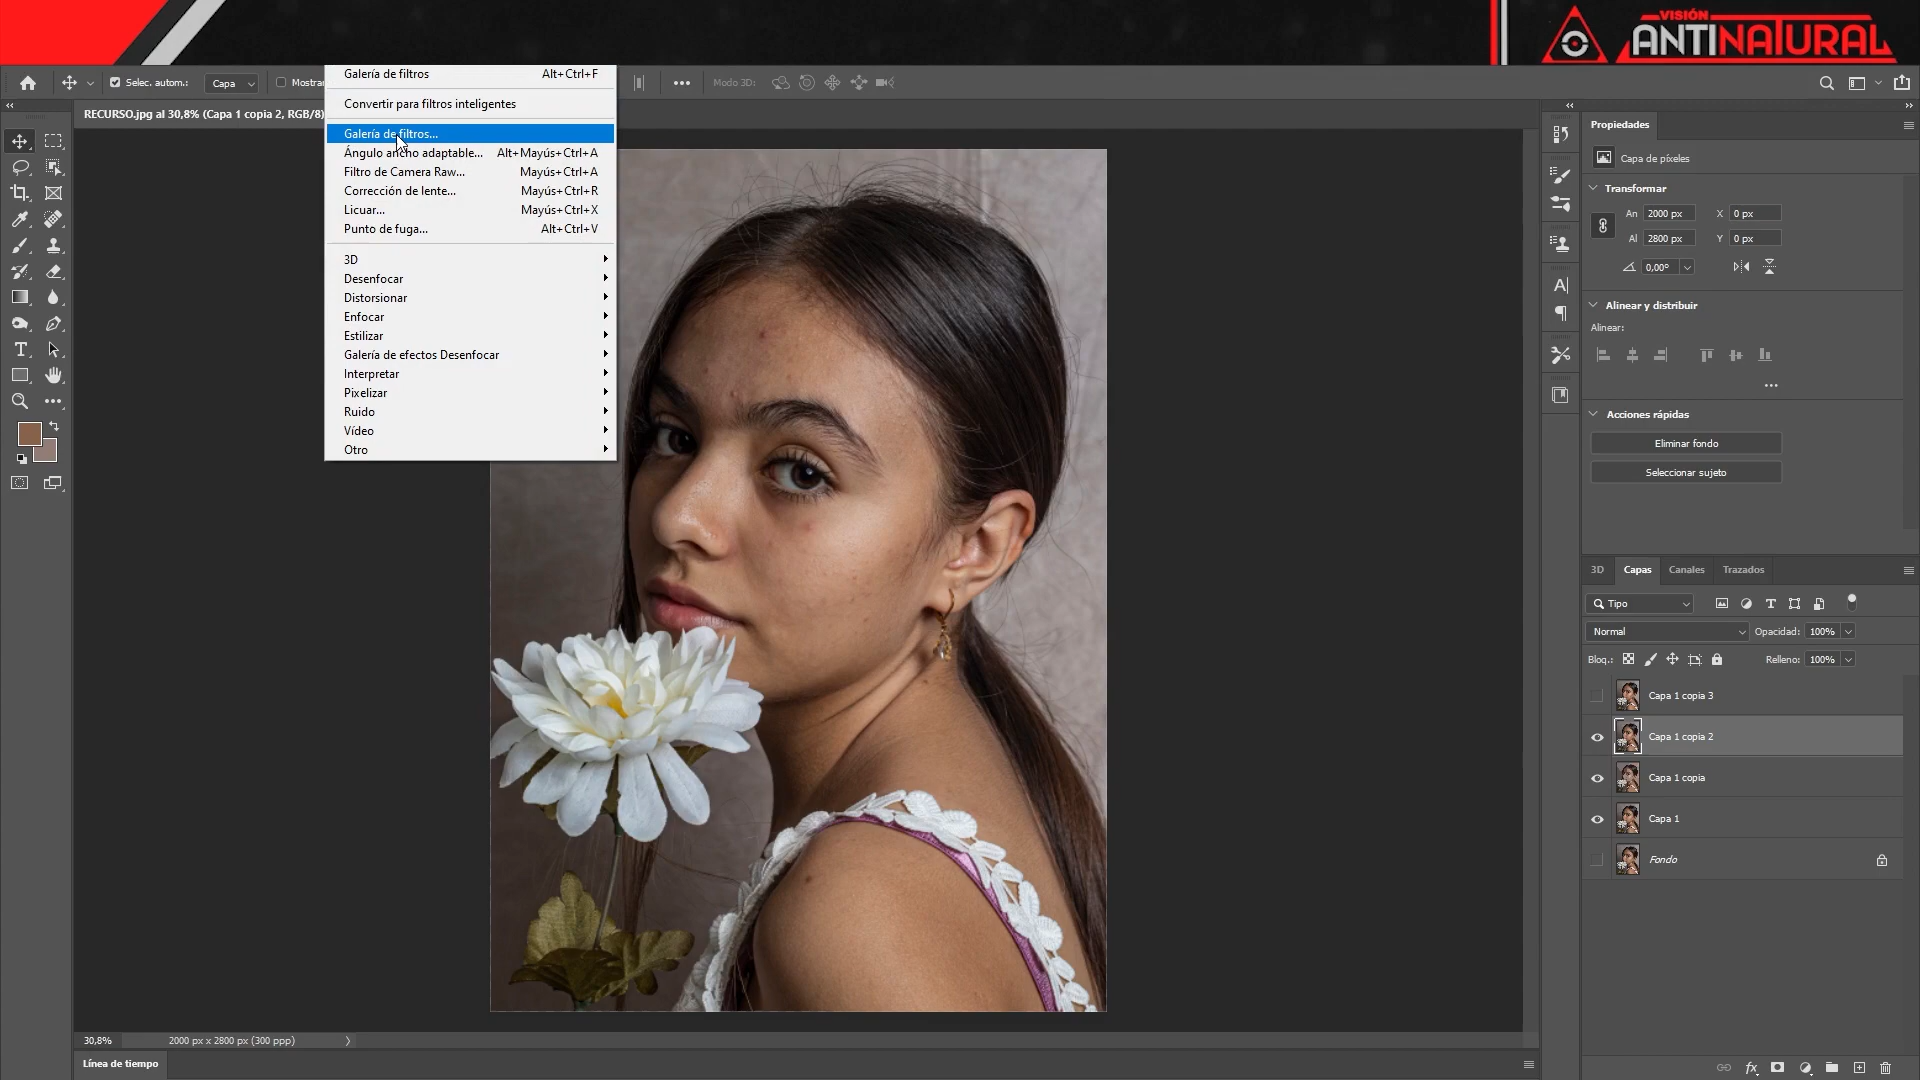 VISIÓN
ANTINATURAL
Selec. autom.:
Capa
Mostrar
Modo 3D:
RECURSO.jpg al 30,8% (Capa 1 copia 2, RGB/8)
Galería de filtros Alt+Ctrl+F
Convertir para filtros inteligentes
Galería de filtros...
Ángulo ancho adaptable... Alt+Mayús+Ctrl+A
Filtro de Camera Raw... Mayús+Ctrl+A
Corrección de lente... Mayús+Ctrl+R
Licuar... Mayús+Ctrl+X
Punto de fuga... Alt+Ctrl+V
3D
Desenfocar
Distorsionar
Enfocar
Estilizar
Galería de efectos Desenfocar
Interpretar
Pixelizar
Ruido
Vídeo
Otro
Propiedades
Capa de píxeles
Transformar
An 2000 px X 0 px
Al 2800 px Y 0 px
0,00°
Alinear y distribuir
Alinear:
Acciones rápidas
Eliminar fondo
Seleccionar sujeto
3D Capas Canales Trazados
Tipo
Normal Opacidad: 100%
Bloq.: Relleno: 100%
Capa 1 copia 3
Capa 1 copia 2
Capa 1 copia
Capa 1
Fondo
30,8% 2000 px x 2800 px (300 ppp)
Línea de tiempo